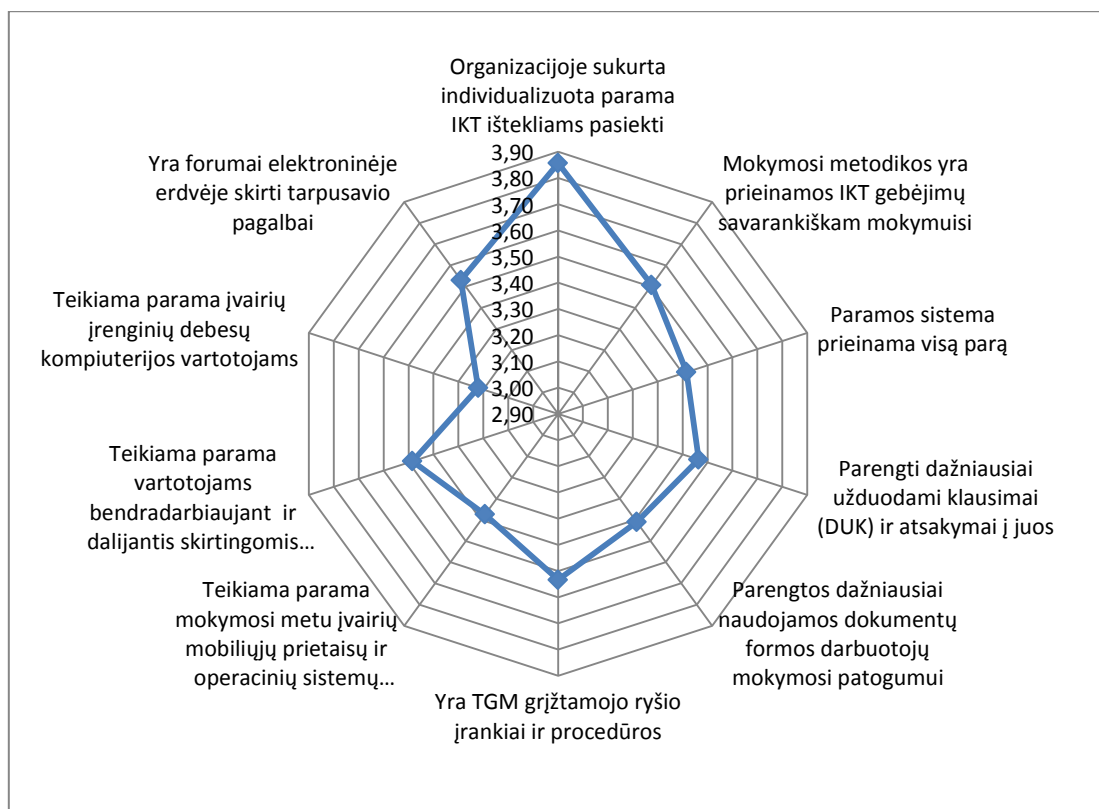 Organizacijoje sukurta
individualizuota parama
IKT ištekliams pasiekti
Mokymosi metodikos yra
prieinamos IKT gebėjimų
savarankiškam mokymuisi
Paramos sistema
prieinama visą parą
Parengti dažniausiai
užduodami klausimai
(DUK) ir atsakymai į juos
Parengtos dažniausiai
naudojamos dokumentų
formos darbuotojų
mokymosi patogumui
Yra TGM grįžtamojo ryšio
įrankiai ir procedūros
Teikiama parama
mokymosi metu įvairių
mobiliųjų prietaisų ir
operacinių sistemų...
Teikiama parama
vartotojams
bendradarbiaujant ir
dalijantis skirtingomis...
Teikiama parama įvairių
įrenginių debesų
kompiuterijos vartotojams
Yra forumai elektroninėje
erdvėje skirti tarpusavio
pagalbai
3,90
3,80
3,70
3,60
3,50
3,40
3,30
3,20
3,10
3,00
2,90